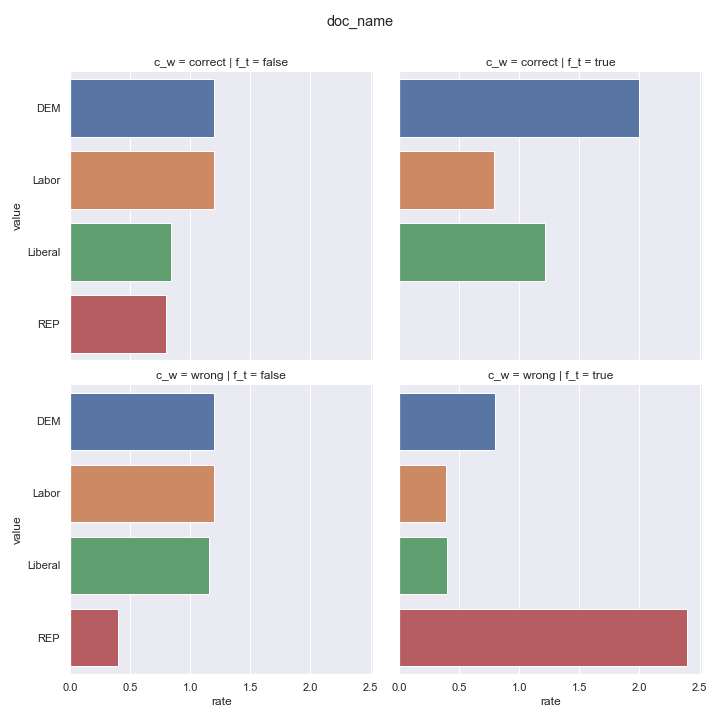 doc_name
c_w = correct | f_t = false
c_w = correct | f_t = true
DEM
Labor
Liberal
REP
value
c_w = wrong | f_t = false
c_w = wrong | f_t = true
DEM
Labor
Liberal
REP
value
0.0 0.5 1.0 1.5 2.0 2.5
rate
0.0 0.5 1.0 1.5 2.0 2.5
rate